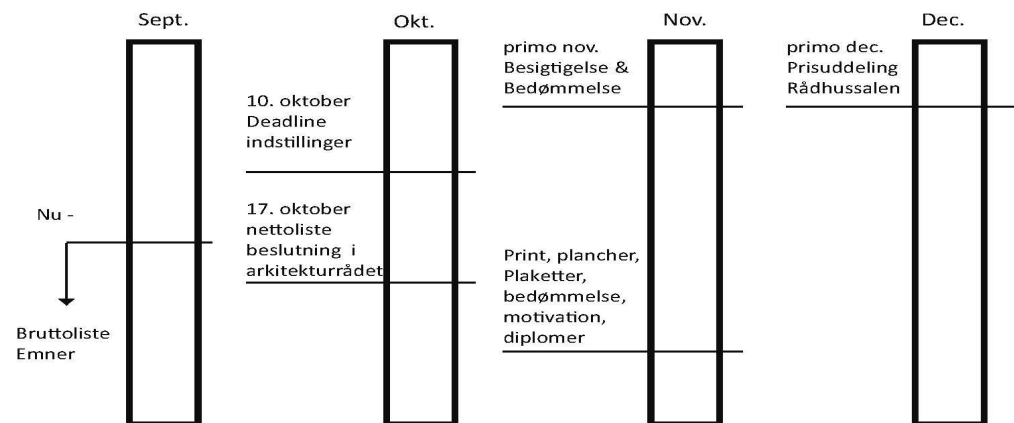 Sept.
Nu -
Bruttoliste
Emner
Okt.
10. oktober
Deadline
indstillinger
17. oktober
nettoliste
beslutning i
arkitekturrådet
Nov.
primo nov.
Besigtigelse &
Bedømmelse
Print, plancher,
Plaketter,
bedømmelse,
motivation,
diplomer
Dec.
primo dec.
Prisuddeling
Rådhussalen